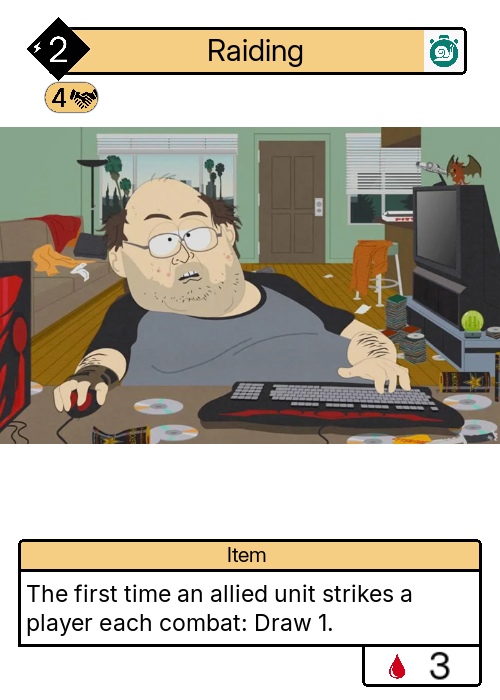 2
Raiding
4
Item
The first time an allied unit strikes a
player each combat: Draw 1.
3